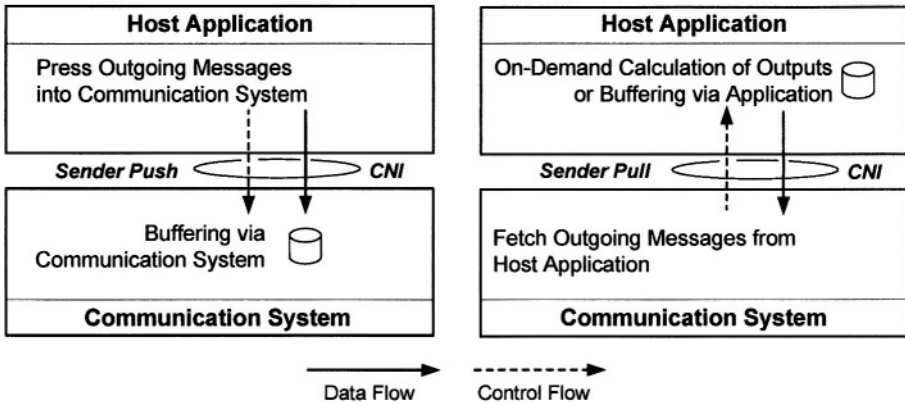 Host Application
Press Outgoing Messages
into Communication System
Sender Push
CNI
Buffering via
Communication System
Communication System
Host Application
On-Demand Calculation of Outputs
or Buffering via Application
Sender Pull
CNI
Fetch Outgoing Messages from
Host Application
Communication System
Data Flow
Control Flow